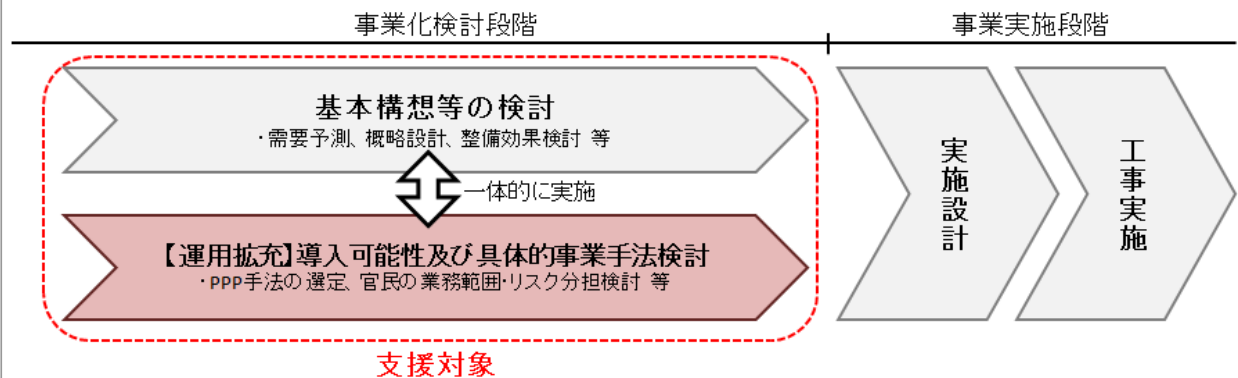 事業化検討段階
事業実施段階
基本構想等の検討
・需要予測、概略設計、整備効果検討 等
一体的に実施
【運用拡充】導入可能性及び具体的事業手法検討
・PPP手法の選定、官民の業務範囲・リスク分担検討 等
支援対象
実施設計
工事実施